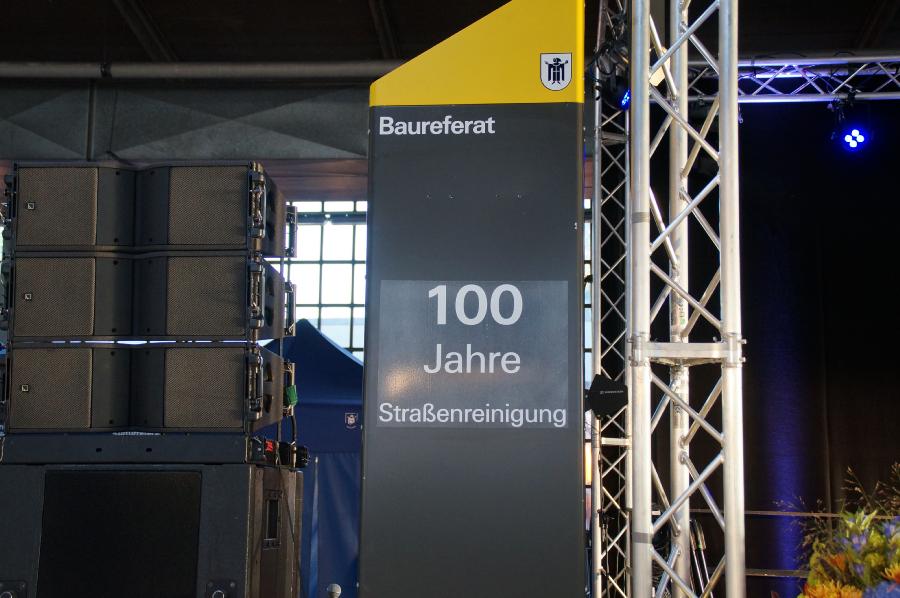 Baureferat
100
Jahre
Straßenreinigung